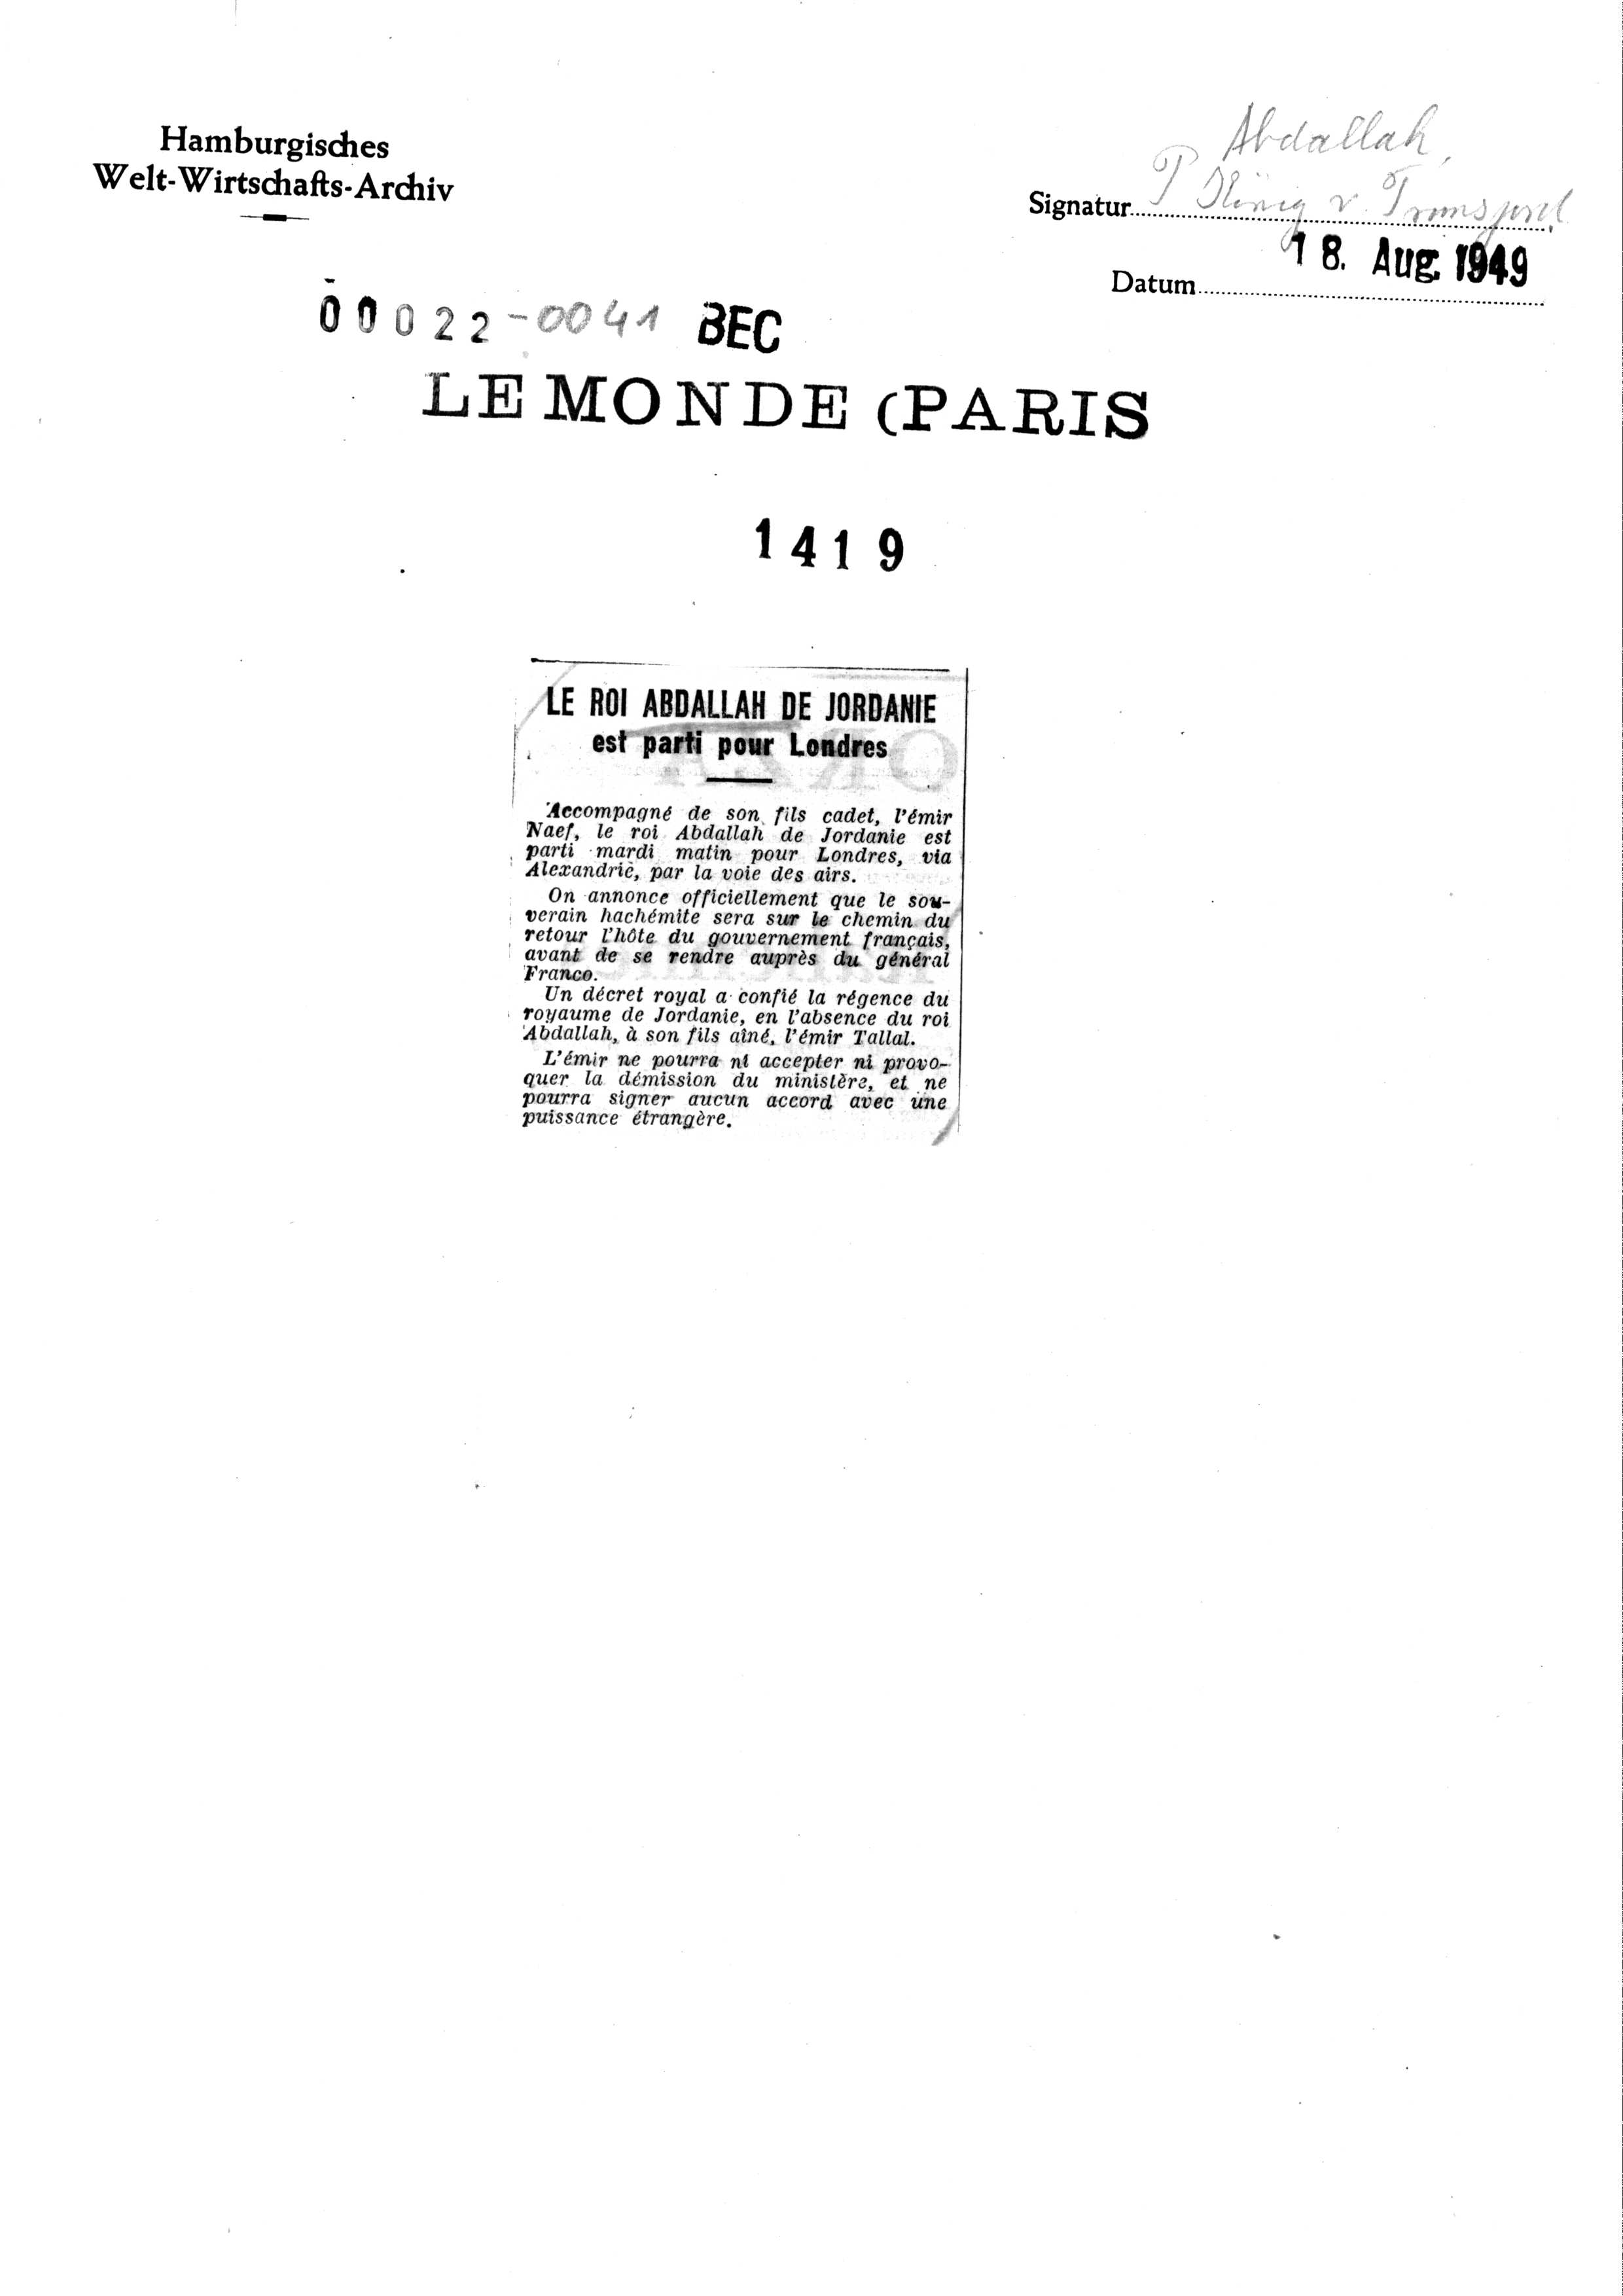 Hamburgisches
Welt-Wirtschafts-Archiv
Abdallah,
Signatur P König v. Transjord.
Datum 18. Aug. 1949
00022-0041 BEC
LE MONDE (PARIS
1419
LE ROI ABDALLAH DE JORDANIE
est parti pour Londres
Accompagné de son fils cadet, l'émir
Naef, le roi Abdallah de Jordanie est
parti mardi matin pour Londres, via
Alexandrie, par la voie des airs.
On annonce officiellement que le sou-
verain hachémite sera sur le chemin du
retour l'hôte du gouvernement français,
avant de se rendre auprès du général
Franco.
Un décret royal a confié la régence du
royaume de Jordanie, en l'absence du roi
Abdallah, à son fils aîné, l'émir Tallal.
L'émir ne pourra ni accepter ni provo-
quer la démission du ministère, et ne
pourra signer aucun accord avec une
puissance étrangère.